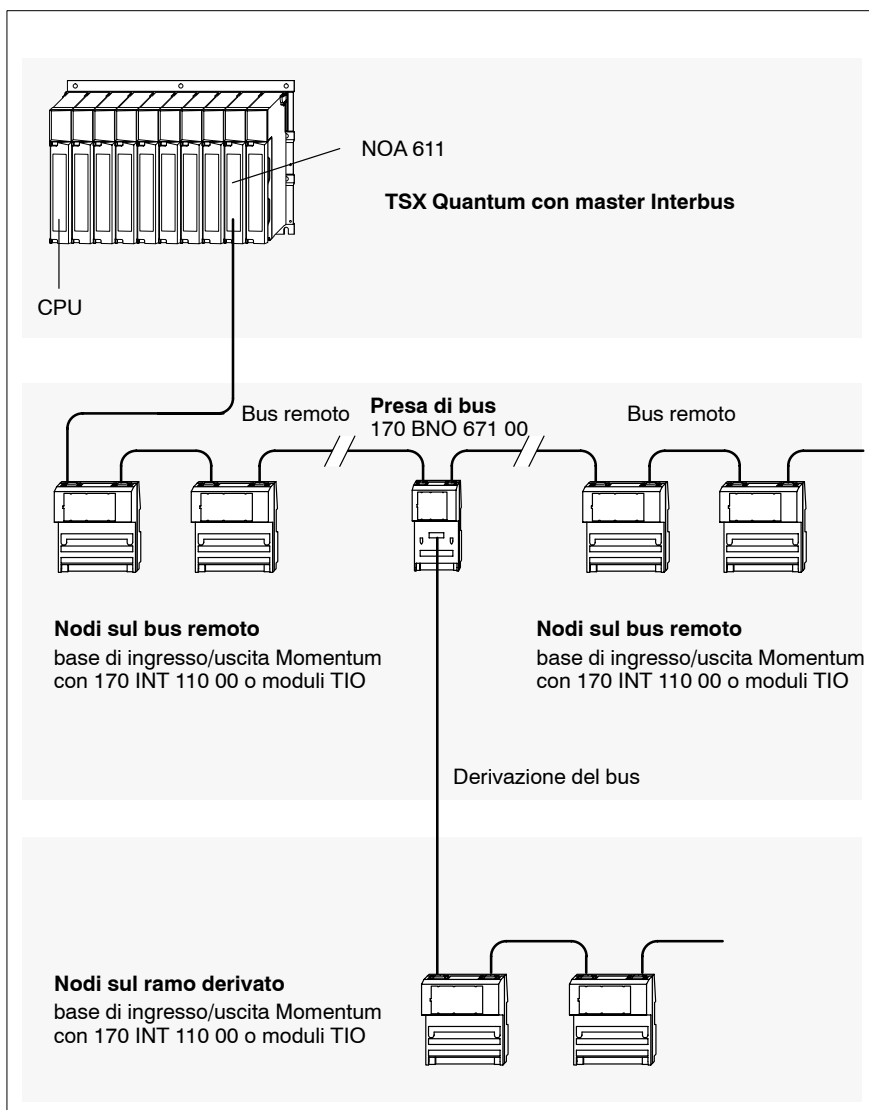 NOA 611
TSX Quantum con master Interbus
CPU
Bus remoto
Presa di bus
170 BNO 671 00
Bus remoto
Nodi sul bus remoto
base di ingresso/uscita Momentum
con 170 INT 110 00 o moduli TIO
Nodi sul bus remoto
base di ingresso/uscita Momentum
con 170 INT 110 00 o moduli TIO
Derivazione del bus
Nodi sul ramo derivato
base di ingresso/uscita Momentum
con 170 INT 110 00 o moduli TIO